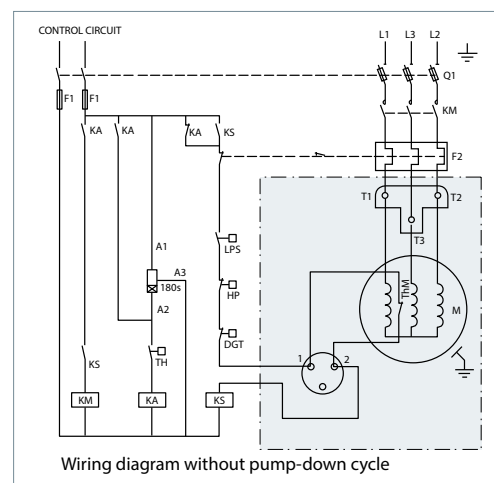 CONTROL CIRCUIT
L1 L3 L2
Q1
F1 F1
KM
KA KA KA KS
F2
T1 T2
T3
A1
LPS
A3
180s
HP
ThM
M
A2
DGT
TH
1 2
KS
KM KA KS
Wiring diagram without pump-down cycle